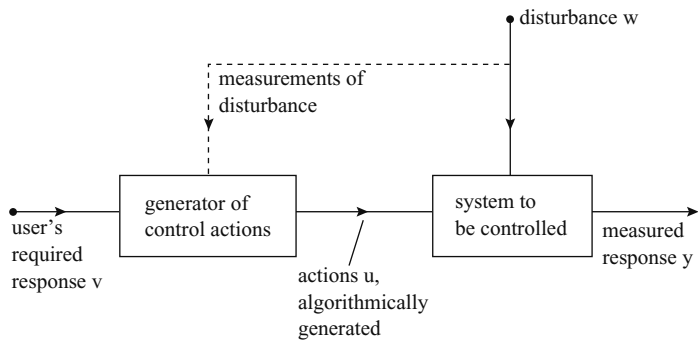 disturbance w
measurements of
disturbance
generator of
control actions
system to
be controlled
user's
required
response v
actions u,
algorithmically
generated
measured
response y